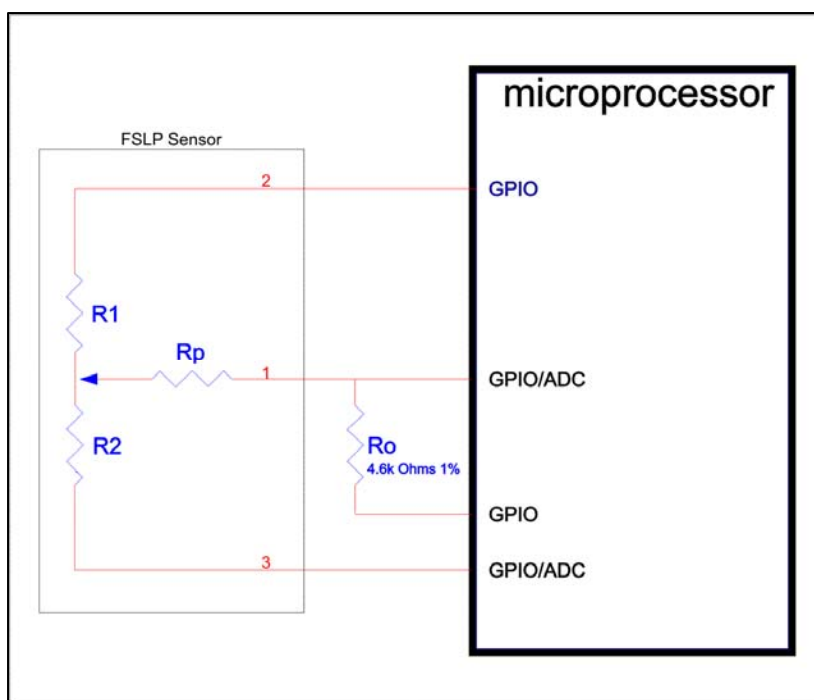 microprocessor
FSLP Sensor
2
GPIO
R1
Rp
1
GPIO/ADC
R2
Ro
4.6k Ohms 1%
GPIO
3
GPIO/ADC